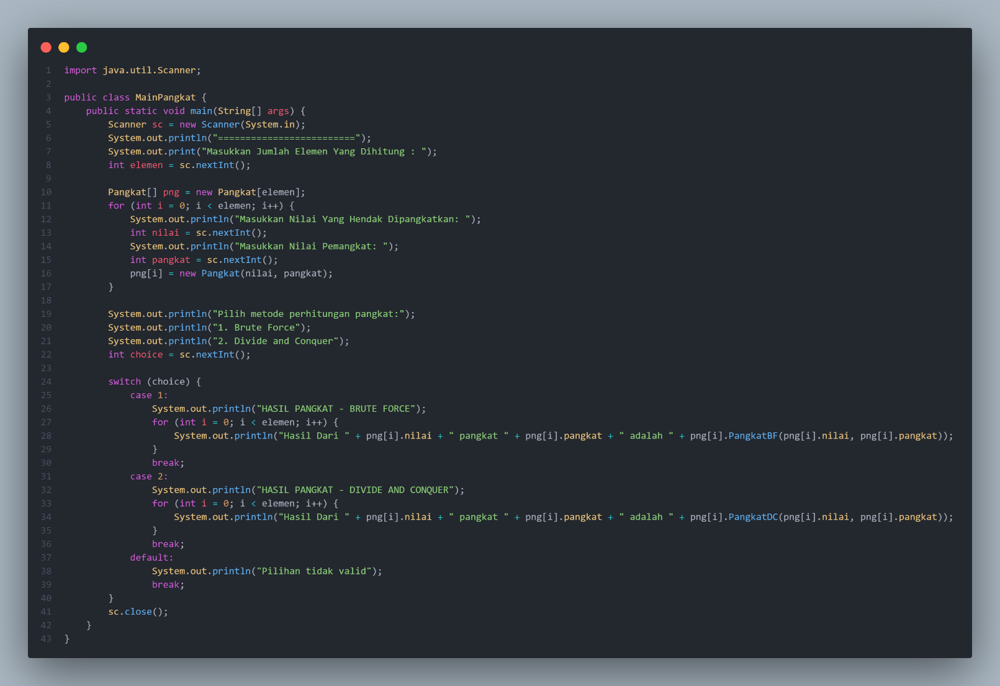 1 import java.util.Scanner;
2
3 public class MainPangkat {
4     public static void main(String[] args) {
5         Scanner sc = new Scanner(System.in);
6         System.out.println("=========================");
7         System.out.print("Masukkan Jumlah Elemen Yang Dihitung : ");
8         int elemen = sc.nextInt();
9
10         Pangkat[] png = new Pangkat[elemen];
11         for (int i = 0; i < elemen; i++) {
12             System.out.println("Masukkan Nilai Yang Hendak Dipangkatkan: ");
13             int nilai = sc.nextInt();
14             System.out.println("Masukkan Nilai Pemangkat: ");
15             int pangkat = sc.nextInt();
16             png[i] = new Pangkat(nilai, pangkat);
17         }
18
19         System.out.println("Pilih metode perhitungan pangkat:");
20         System.out.println("1. Brute Force");
21         System.out.println("2. Divide and Conquer");
22         int choice = sc.nextInt();
23
24         switch (choice) {
25             case 1:
26                 System.out.println("HASIL PANGKAT - BRUTE FORCE");
27                 for (int i = 0; i < elemen; i++) {
28                     System.out.println("Hasil Dari " + png[i].nilai + " pangkat " + png[i].pangkat + " adalah " + png[i].PangkatBF(png[i].nilai, png[i].pangkat));
29                 }
30                 break;
31             case 2:
32                 System.out.println("HASIL PANGKAT - DIVIDE AND CONQUER");
33                 for (int i = 0; i < elemen; i++) {
34                     System.out.println("Hasil Dari " + png[i].nilai + " pangkat " + png[i].pangkat + " adalah " + png[i].PangkatDC(png[i].nilai, png[i].pangkat));
35                 }
36                 break;
37             default:
38                 System.out.println("Pilihan tidak valid");
39                 break;
40         }
41         sc.close();
42     }
43 }